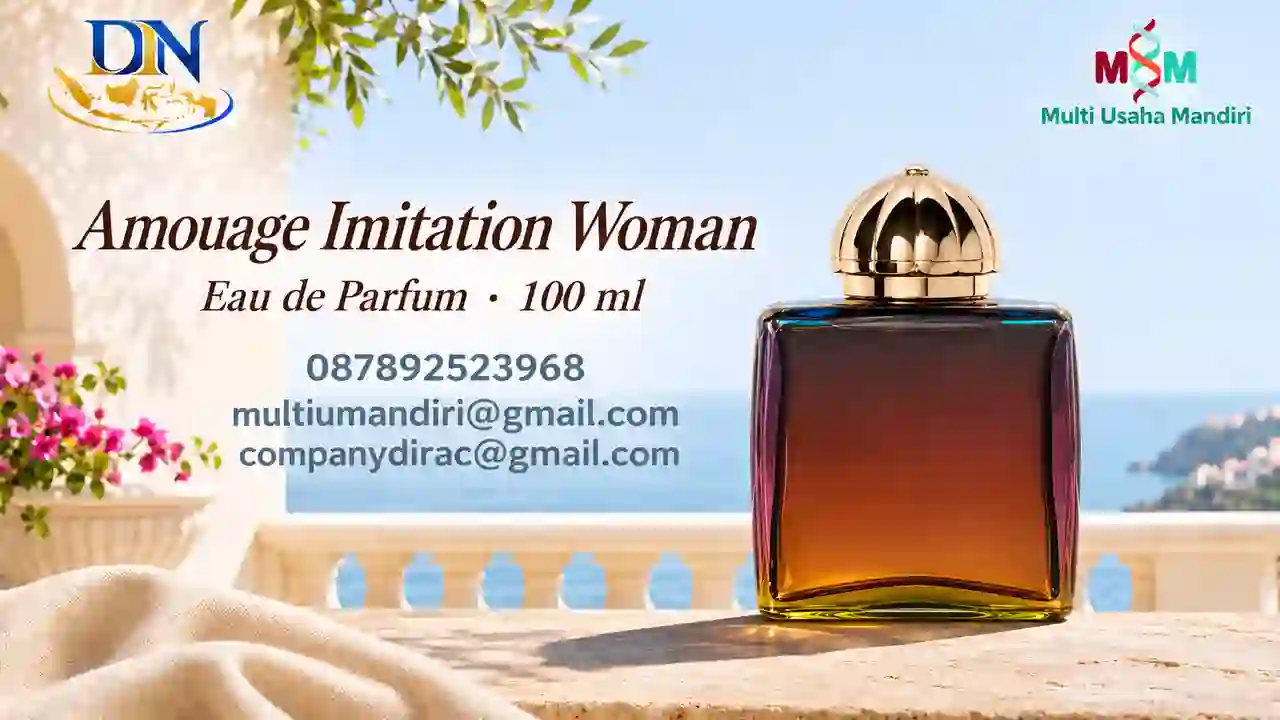 DN
MSM
Multi Usaha Mandiri
Amouage Imitation Woman
Eau de Parfum · 100 ml
087892523968
multiumandiri@gmail.com
companydirac@gmail.com